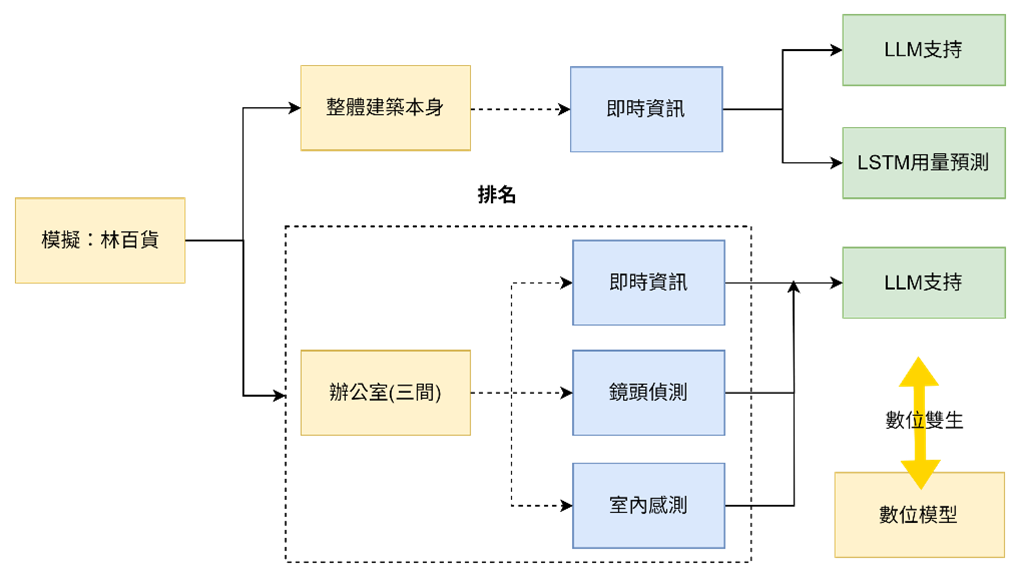 LLM支持
整體建築本身
即時資訊
LSTM用量預測
排名
模擬：林百貨
即時資訊
LLM支持
辦公室(三間)
鏡頭偵測
數位雙生
室內感測
數位模型